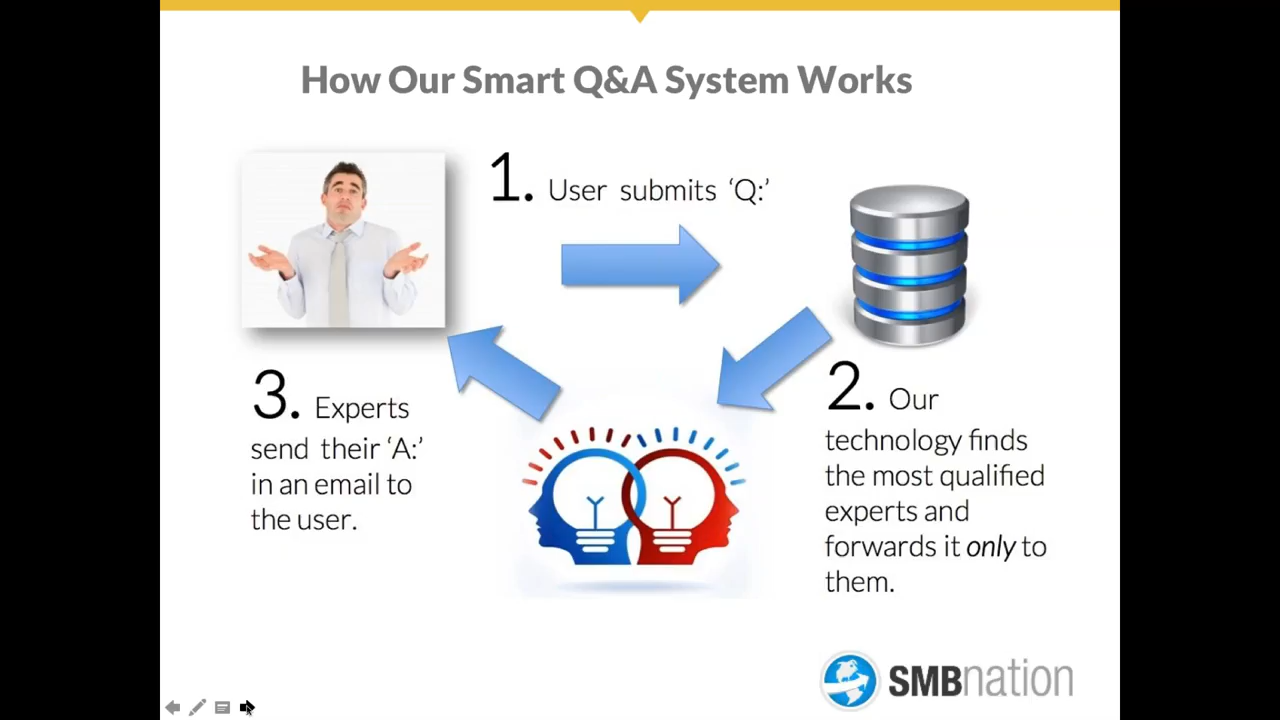 How Our Smart Q&A System Works
1. User submits ‘Q:’
2. Our
technology finds
the most qualified
experts and
forwards it only to
them.
3. Experts
send their ‘A:’
in an email to
the user.
SMBnation